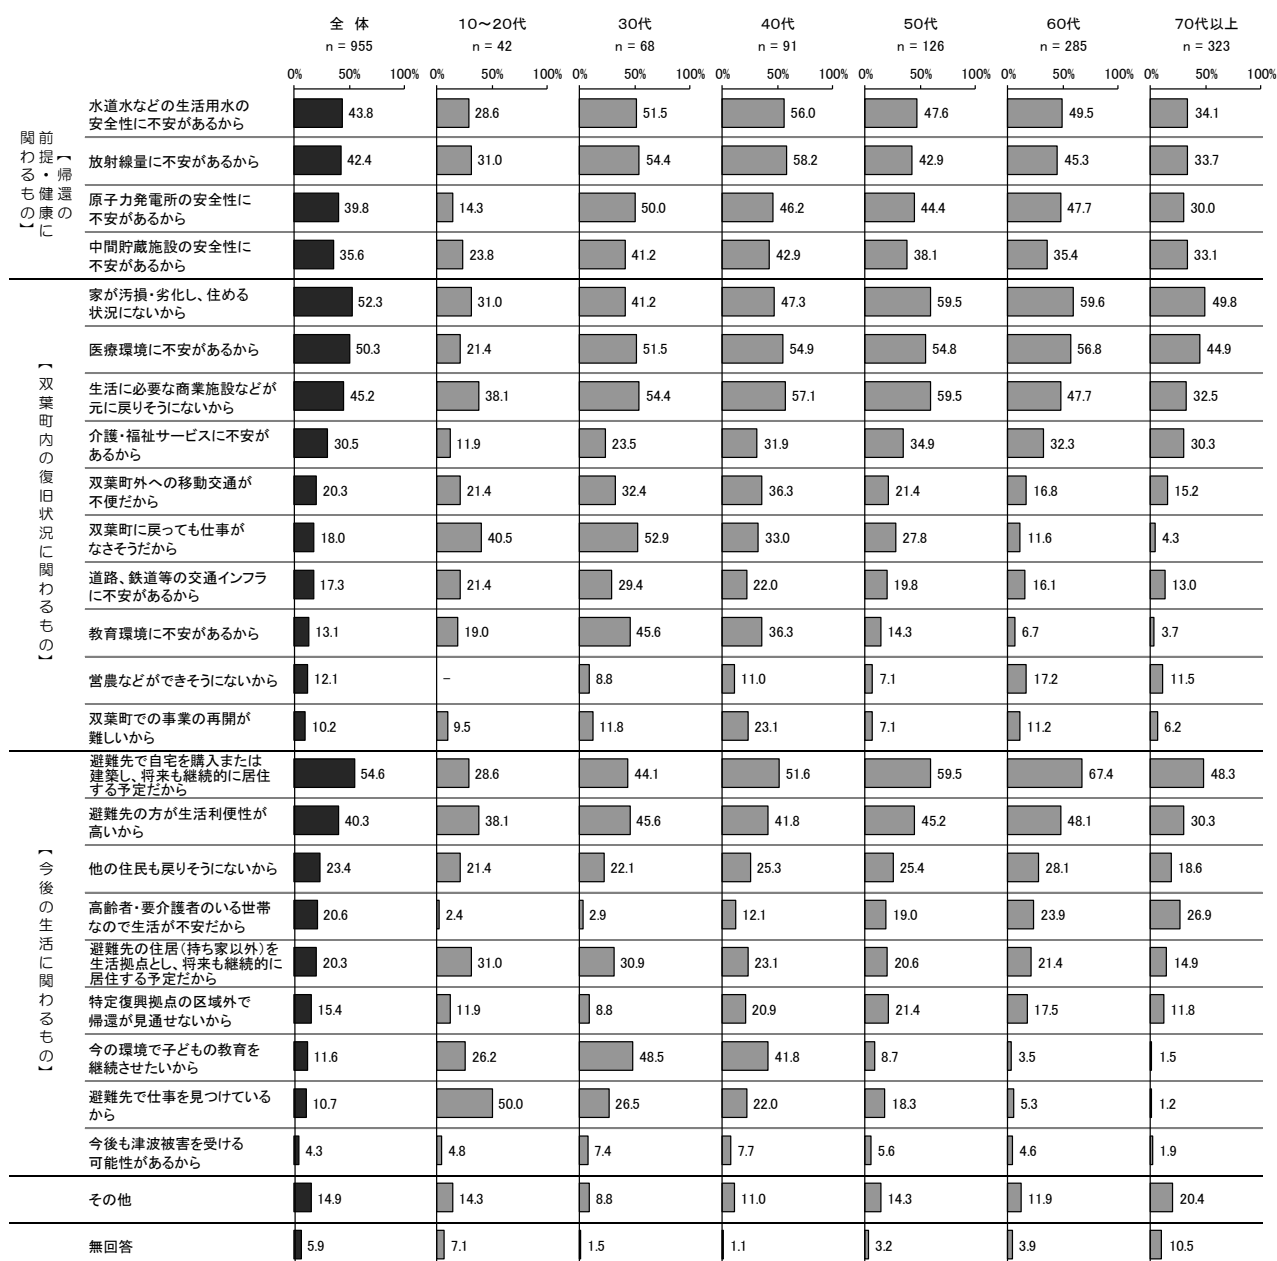 全 体 10～20代 30代 40代 50代 60代 70代以上
n = 955 n = 42 n = 68 n = 91 n = 126 n = 285 n = 323
0% 50% 100% 0% 50% 100% 0% 50% 100% 0% 50% 100% 0% 50% 100% 0% 50% 100% 0% 50% 100%
【帰還の
前提・健康に
関わるもの】
水道水などの生活用水の
安全性に不安があるから
43.8 28.6 51.5 56.0 47.6 49.5 34.1
放射線量に不安があるから
42.4 31.0 54.4 58.2 42.9 45.3 33.7
原子力発電所の安全性に
不安があるから
39.8 14.3 50.0 46.2 44.4 47.7 30.0
中間貯蔵施設の安全性に
不安があるから
35.6 23.8 41.2 42.9 38.1 35.4 33.1
【双葉町内の復旧状況に関わるもの】
家が汚損・劣化し、住める
状況にないから
52.3 31.0 41.2 47.3 59.5 59.6 49.8
医療環境に不安があるから
50.3 21.4 51.5 54.9 54.8 56.8 44.9
生活に必要な商業施設などが
元に戻りそうにないから
45.2 38.1 54.4 57.1 59.5 47.7 32.5
介護・福祉サービスに不安が
あるから
30.5 11.9 23.5 31.9 34.9 32.3 30.3
双葉町外への移動交通が
不便だから
20.3 21.4 32.4 36.3 21.4 16.8 15.2
双葉町に戻っても仕事が
なさそうだから
18.0 40.5 52.9 33.0 27.8 11.6 4.3
道路、鉄道等の交通インフラ
に不安があるから
17.3 21.4 29.4 22.0 19.8 16.1 13.0
教育環境に不安があるから
13.1 19.0 45.6 36.3 14.3 6.7 3.7
営農などができそうにないから
12.1 － 8.8 11.0 7.1 17.2 11.5
双葉町での事業の再開が
難しいから
10.2 9.5 11.8 23.1 7.1 11.2 6.2
【今後の生活に関わるもの】
避難先で自宅を購入または
建築し、将来も継続的に居住
する予定だから
54.6 28.6 44.1 51.6 59.5 67.4 48.3
避難先の方が生活利便性が
高いから
40.3 38.1 45.6 41.8 45.2 48.1 30.3
他の住民も戻りそうにないから
23.4 21.4 22.1 25.3 25.4 28.1 18.6
高齢者・要介護者のいる世帯
なので生活が不安だから
20.6 2.4 2.9 12.1 19.0 23.9 26.9
避難先の住居（持ち家以外）を
生活拠点とし、将来も継続的に
居住する予定だから
20.3 31.0 30.9 23.1 20.6 21.4 14.9
特定復興拠点の区域外で
帰還が見通せないから
15.4 11.9 8.8 20.9 21.4 17.5 11.8
今の環境で子どもの教育を
継続させたいから
11.6 26.2 48.5 41.8 8.7 3.5 1.5
避難先で仕事を見つけている
から
10.7 50.0 26.5 22.0 18.3 5.3 1.2
今後も津波被害を受ける
可能性があるから
4.3 4.8 7.4 7.7 5.6 4.6 1.9
その他
14.9 14.3 8.8 11.0 14.3 11.9 20.4
無回答
5.9 7.1 1.5 1.1 3.2 3.9 10.5